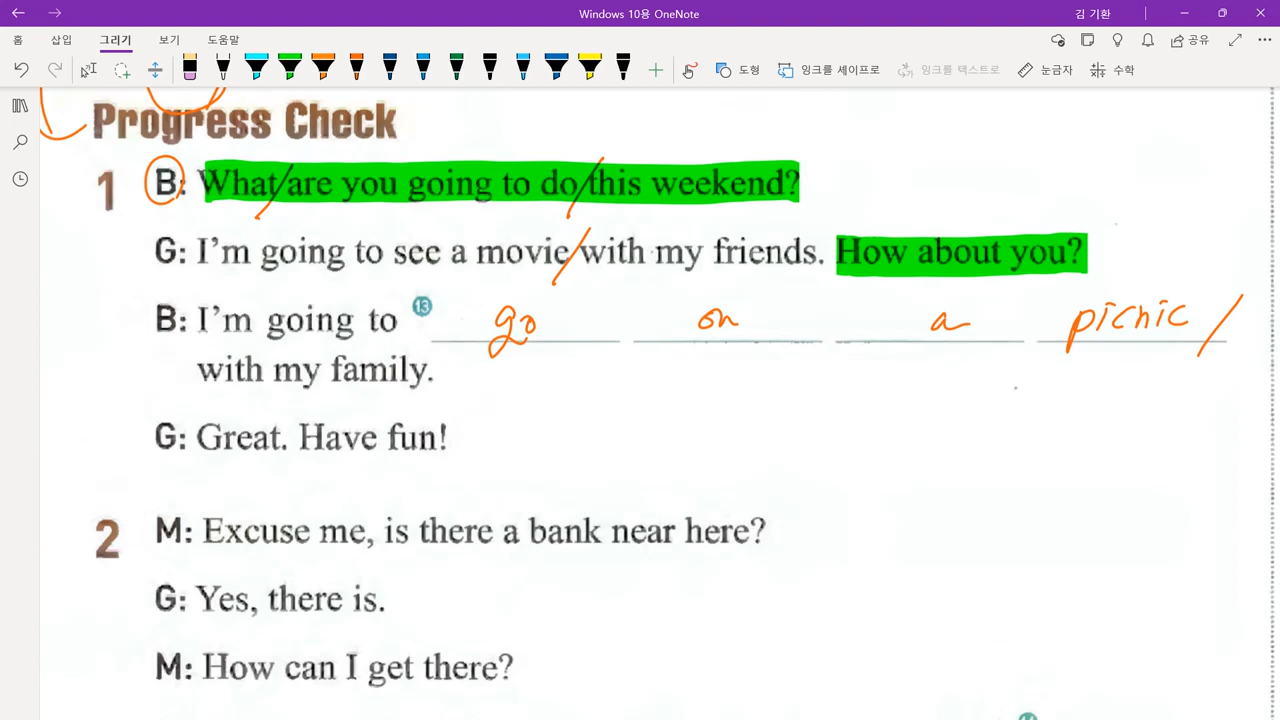 Windows 10용 OneNote
김 기환
홈 삽입 그리기 보기 도움말
공유
도형 잉크를 셰이프로 잉크를 텍스트로 눈금자 수학
Progress Check
1 B: What/are you going to do/this weekend?
G: I'm going to see a movie/with my friends. How about you?
B: I'm going to 13 go on a picnic /
with my family.
G: Great. Have fun!
2 M: Excuse me, is there a bank near here?
G: Yes, there is.
M: How can I get there?